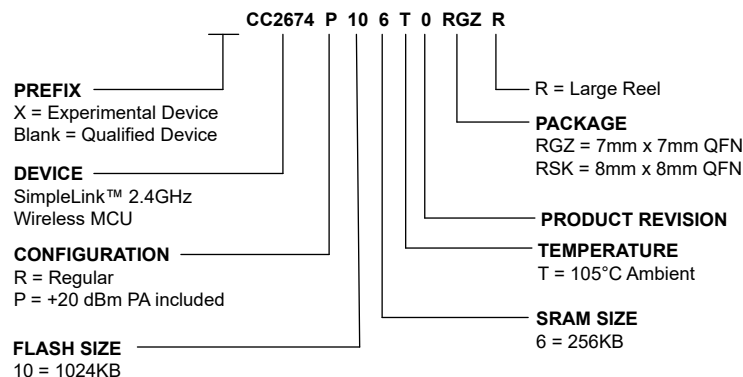 CC2674 P 10 6 T 0 RGZ R
PREFIX
X = Experimental Device
Blank = Qualified Device
DEVICE
SimpleLink™ 2.4GHz
Wireless MCU
CONFIGURATION
R = Regular
P = +20 dBm PA included
FLASH SIZE
10 = 1024KB
R = Large Reel
PACKAGE
RGZ = 7mm x 7mm QFN
RSK = 8mm x 8mm QFN
PRODUCT REVISION
TEMPERATURE
T = 105°C Ambient
SRAM SIZE
6 = 256KB